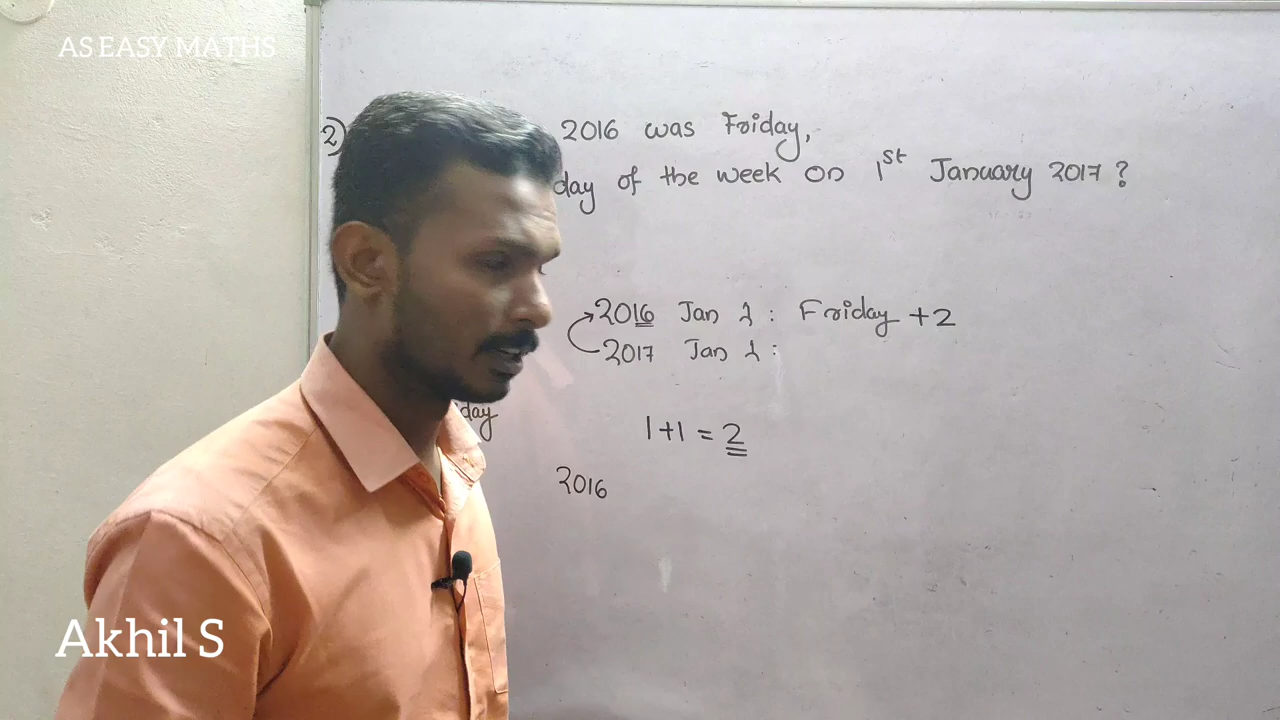 AS EASY MATHS
2) 2016 was Friday,
day of the week on 1st January 2017 ?
2016 Jan 1 : Friday +2
2017 Jan 1 :
day
1+1 = 2
2016
Akhil S